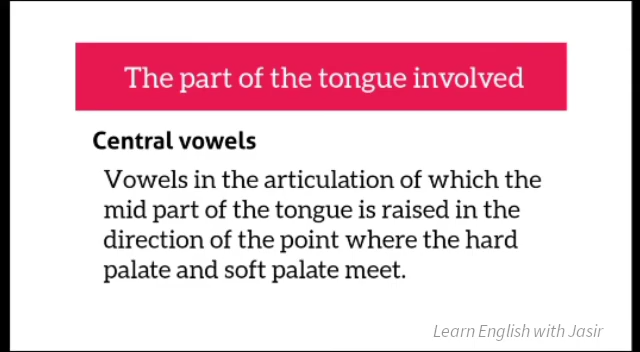 The part of the tongue involved
Central vowels
Vowels in the articulation of which the
mid part of the tongue is raised in the
direction of the point where the hard
palate and soft palate meet.
Learn English with Jasir